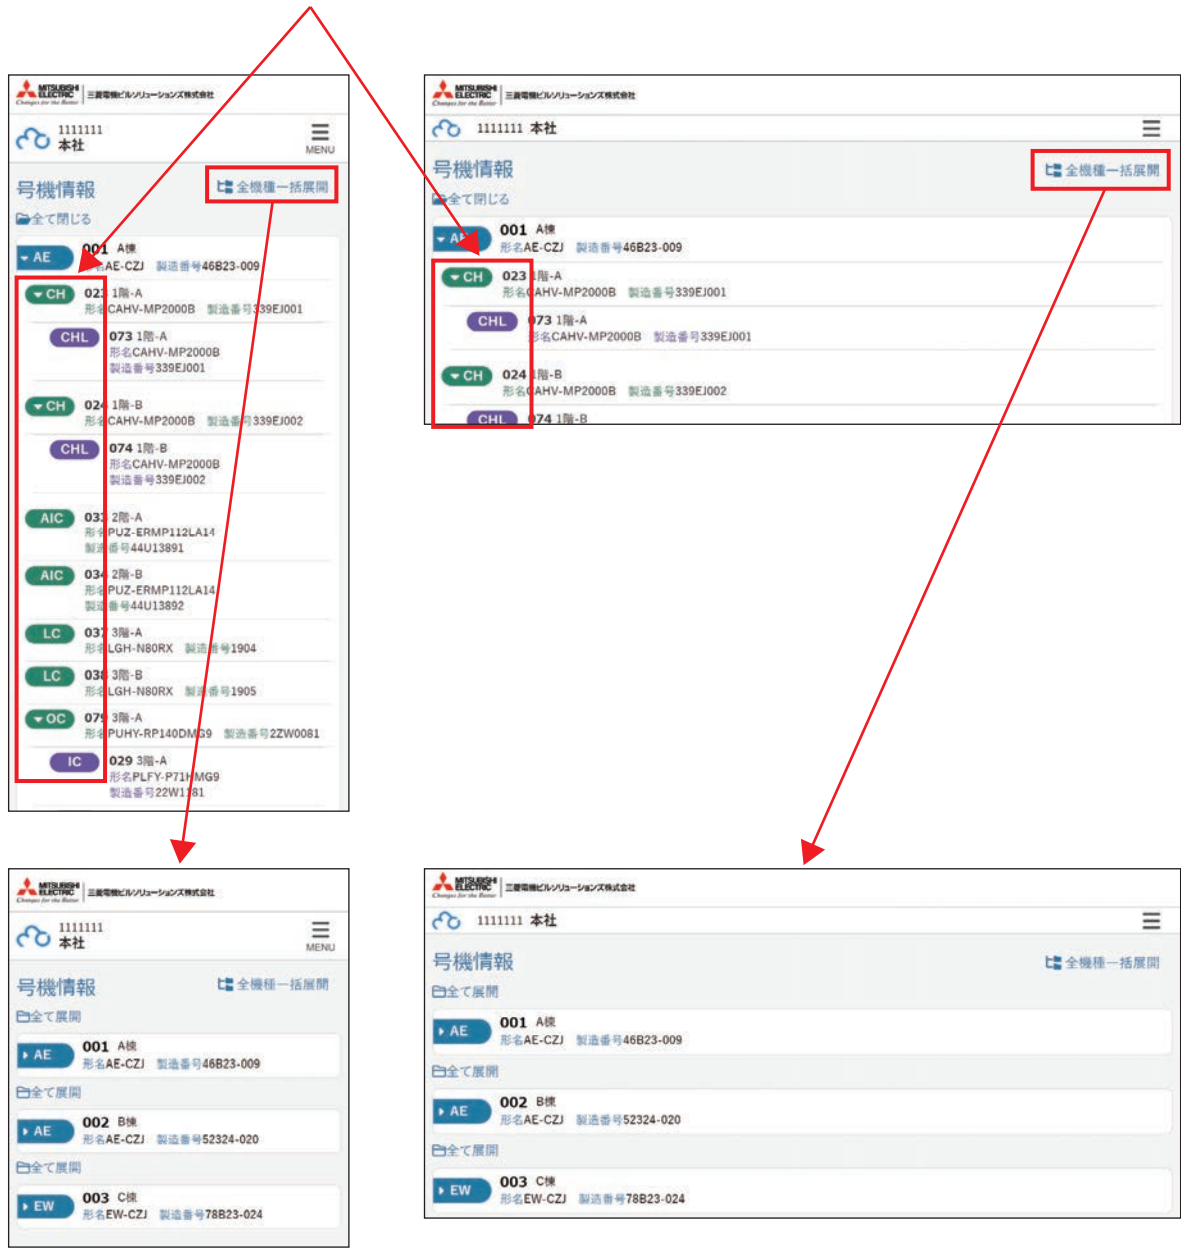 MITSUBISHI
ELECTRIC
Changes for the Better
三菱電機ビルソリューションズ株式会社
1111111
本社
MENU
号機情報
全機種一括展開
全て閉じる
AE
001 A棟
形名AE-CZJ 製造番号46B23-009
CH
023 1階-A
形名CAHV-MP2000B 製造番号339EJ001
CHL
073 1階-A
形名CAHV-MP2000B
製造番号339EJ001
CH
024 1階-B
形名CAHV-MP2000B 製造番号339EJ002
CHL
074 1階-B
形名CAHV-MP2000B
製造番号339EJ002
AIC
033 2階-A
形名PUZ-ERMP112LA14
製造番号44U13891
AIC
034 2階-B
形名PUZ-ERMP112LA14
製造番号44U13892
LC
037 3階-A
形名LGH-N80RX 製造番号1904
LC
038 3階-B
形名LGH-N80RX 製造番号1905
OC
079 3階-A
形名PUHY-RP140DMG9 製造番号2ZW0081
IC
029 3階-A
形名PLFY-P71HMG9
製造番号22W1181
MITSUBISHI
ELECTRIC
Changes for the Better
三菱電機ビルソリューションズ株式会社
1111111 本社
号機情報
全機種一括展開
全て閉じる
AE
001 A棟
形名AE-CZJ 製造番号46B23-009
CH
023 1階-A
形名CAHV-MP2000B 製造番号339EJ001
CHL
073 1階-A
形名CAHV-MP2000B 製造番号339EJ001
CH
024 1階-B
形名CAHV-MP2000B 製造番号339EJ002
CHL
074 1階-B
MITSUBISHI
ELECTRIC
Changes for the Better
三菱電機ビルソリューションズ株式会社
1111111
本社
MENU
号機情報
全機種一括展開
全て展開
AE
001 A棟
形名AE-CZJ 製造番号46B23-009
全て展開
AE
002 B棟
形名AE-CZJ 製造番号52324-020
全て展開
EW
003 C棟
形名EW-CZJ 製造番号78B23-024
MITSUBISHI
ELECTRIC
Changes for the Better
三菱電機ビルソリューションズ株式会社
1111111 本社
号機情報
全機種一括展開
全て展開
AE
001 A棟
形名AE-CZJ 製造番号46B23-009
全て展開
AE
002 B棟
形名AE-CZJ 製造番号52324-020
全て展開
EW
003 C棟
形名EW-CZJ 製造番号78B23-024